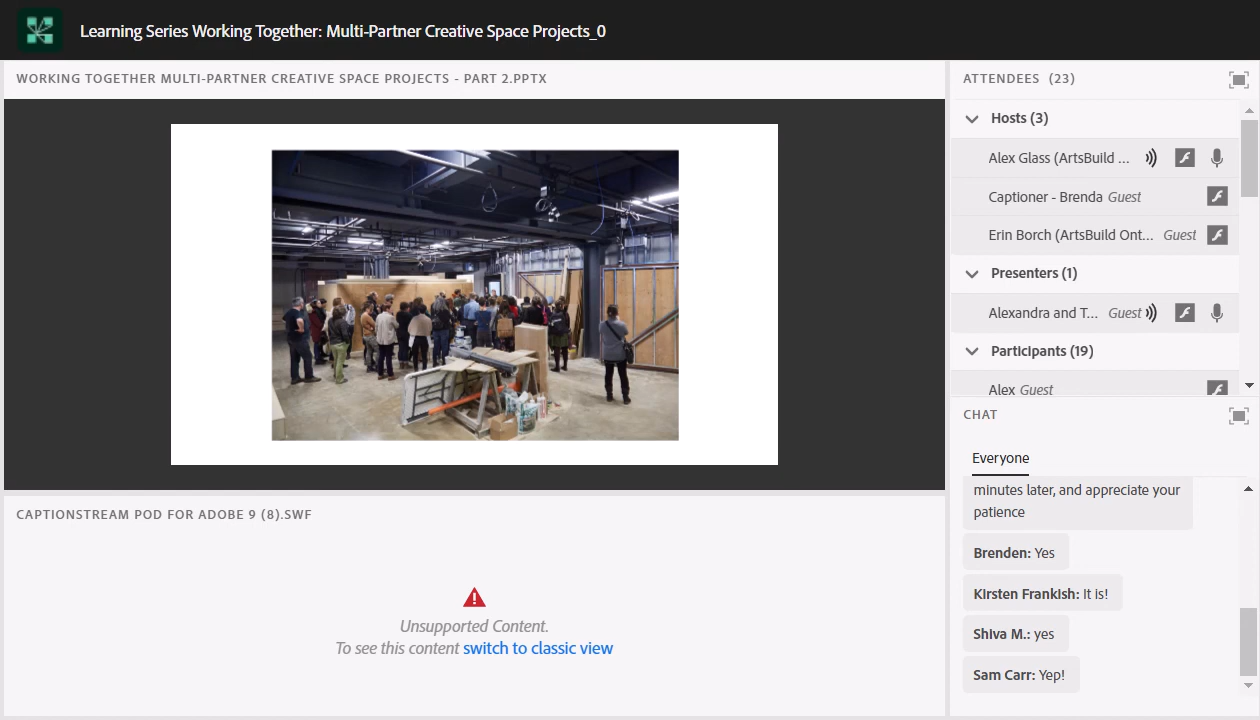 Learning Series Working Together: Multi-Partner Creative Space Projects_0
WORKING TOGETHER MULTI-PARTNER CREATIVE SPACE PROJECTS - PART 2.PPTX
ATTENDEES (23)
Hosts (3)
Alex Glass (ArtsBuild ...
Captioner - Brenda Guest
Erin Borch (ArtsBuild Ont... Guest
Presenters (1)
Alexandra and T... Guest
Participants (19)
Alex Guest
CHAT
Everyone
minutes later, and appreciate your
patience
Brenden: Yes
Kirsten Frankish: It is!
Shiva M.: yes
Sam Carr: Yep!
CAPTIONSTREAM POD FOR ADOBE 9 (8).SWF
Unsupported Content.
To see this content switch to classic view